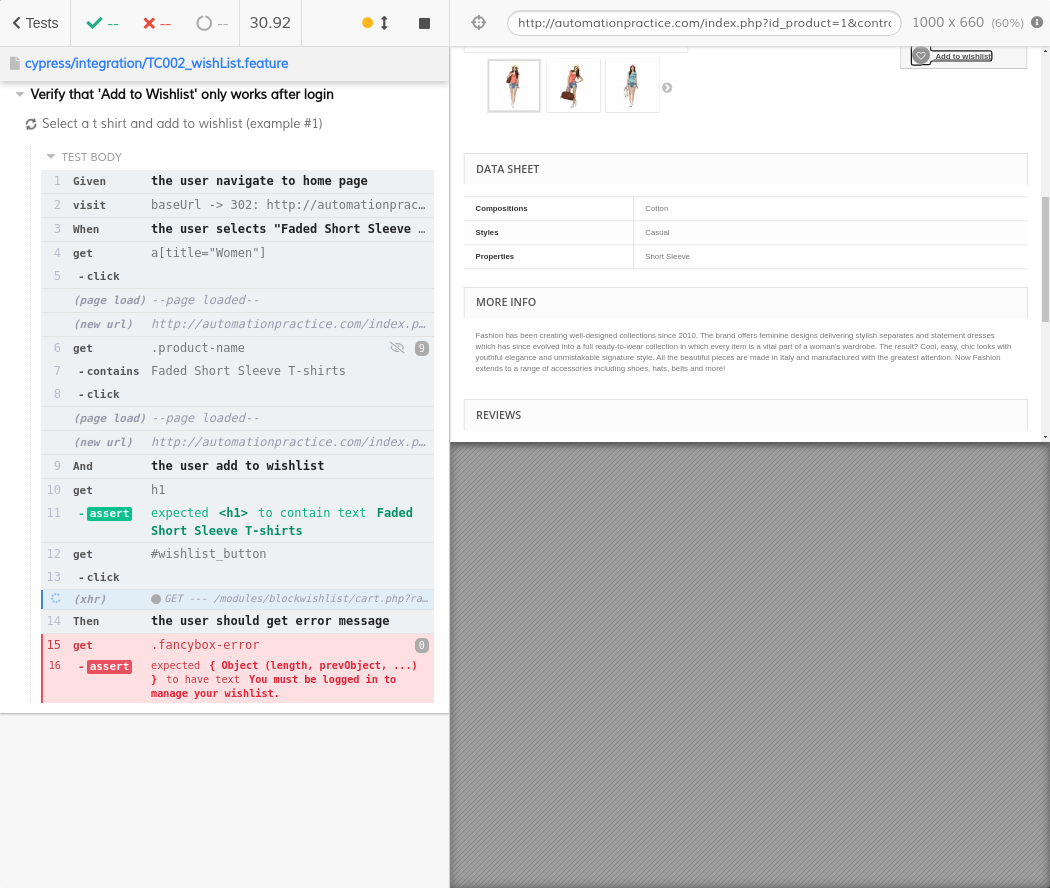 Tests
--
--
--
30.92
http://automationpractice.com/index.php?id_product=1&contro
1000 x 660 (60%)
cypress/integration/TC002_wishList.feature
Verify that 'Add to Wishlist' only works after login
Select a t shirt and add to wishlist (example #1)
TEST BODY
1 Given the user navigate to home page
2 visit baseUrl -> 302: http://automationprac…
3 When the user selects "Faded Short Sleeve …
4 get a[title="Women"]
5 - click
(page load) --page loaded--
(new url) http://automationpractice.com/index.p…
6 get .product-name 9
7 - contains Faded Short Sleeve T-shirts
8 - click
(page load) --page loaded--
(new url) http://automationpractice.com/index.p…
9 And the user add to wishlist
10 get h1
11 - assert expected <h1> to contain text Faded
Short Sleeve T-shirts
12 get #wishlist_button
13 - click
(xhr) GET --- /modules/blockwishlist/cart.php?ra…
14 Then the user should get error message
15 get .fancybox-error 0
16 - assert expected { Object (length, prevObject, ...)
} to have text You must be logged in to
manage your wishlist.
Add to wishlist
DATA SHEET
Compositions Cotton
Styles Casual
Properties Short Sleeve
MORE INFO
Fashion has been creating well-designed collections since 2010. The brand offers feminine designs delivering stylish separates and statement dresses
which has since evolved into a full ready-to-wear collection in which every item is a vital part of a woman's wardrobe. The result? Cool, easy, chic looks with
youthful elegance and unmistakable signature style. All the beautiful pieces are made in Italy and manufactured with the greatest attention. Now Fashion
extends to a range of accessories including shoes, hats, belts and more!
REVIEWS